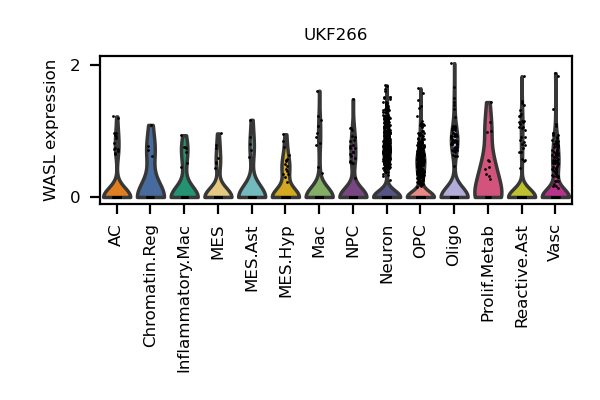 UKF266
WASL expression
2
0
AC
Chromatin.Reg
Inflammatory.Mac
MES
MES.Ast
MES.Hyp
Mac
NPC
Neuron
OPC
Oligo
Prolif.Metab
Reactive.Ast
Vasc